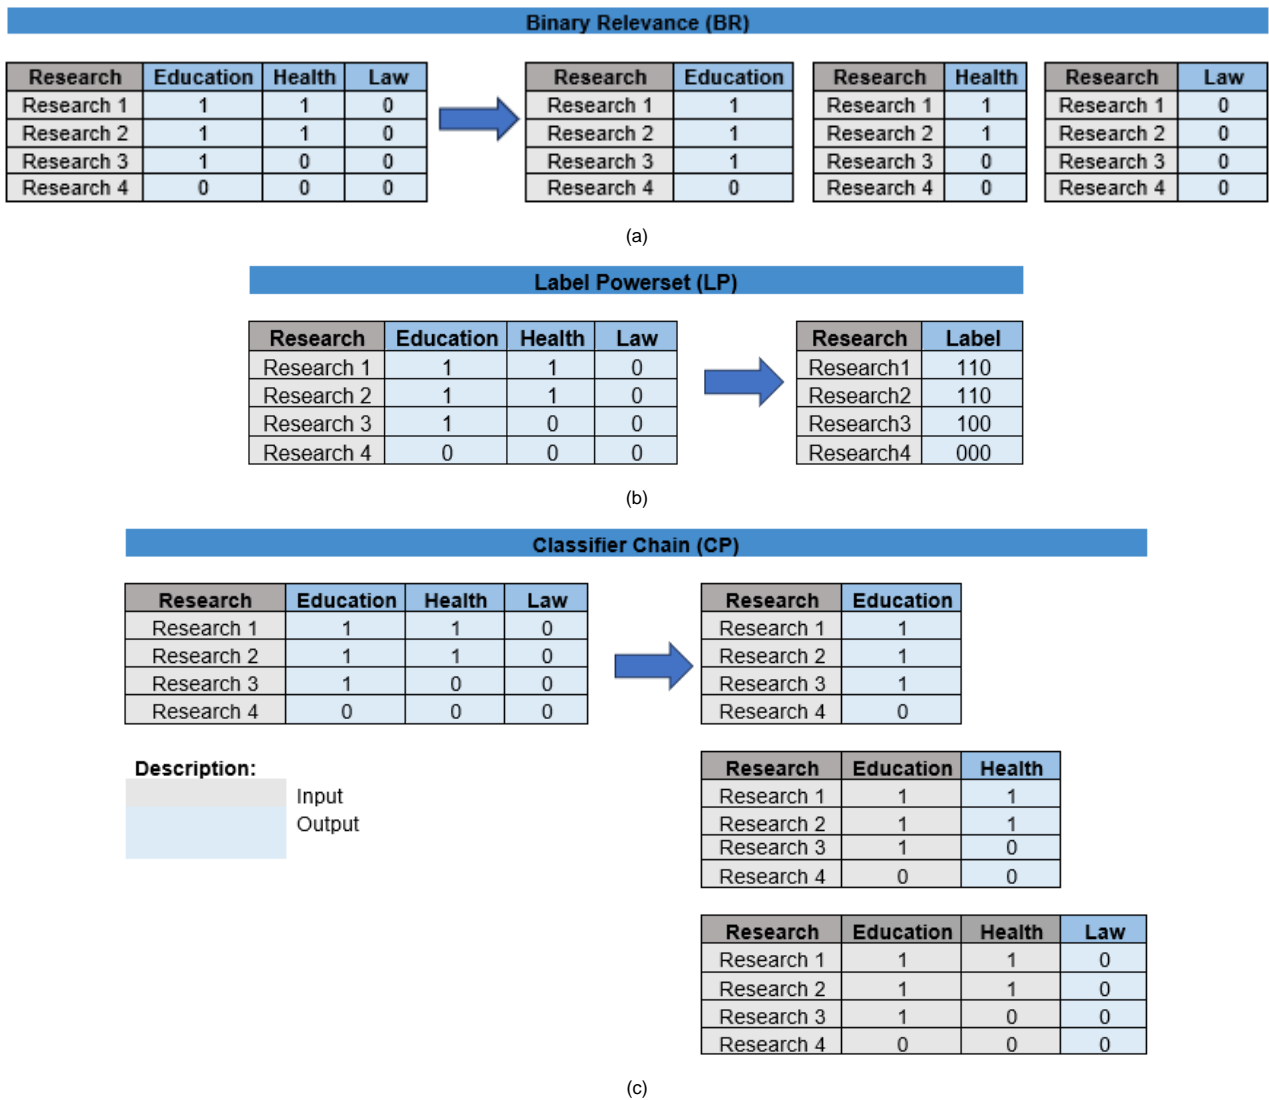 Binary Relevance (BR)
Research Education Health Law
Research 1 1 1 0
Research 2 1 1 0
Research 3 1 0 0
Research 4 0 0 0
Research Education
Research 1 1
Research 2 1
Research 3 1
Research 4 0
Research Health
Research 1 1
Research 2 1
Research 3 0
Research 4 0
Research Law
Research 1 0
Research 2 0
Research 3 0
Research 4 0
(a)
Label Powerset (LP)
Research Education Health Law
Research 1 1 1 0
Research 2 1 1 0
Research 3 1 0 0
Research 4 0 0 0
Research Label
Research1 110
Research2 110
Research3 100
Research4 000
(b)
Classifier Chain (CP)
Research Education Health Law
Research 1 1 1 0
Research 2 1 1 0
Research 3 1 0 0
Research 4 0 0 0
Description:
Input
Output
Research Education
Research 1 1
Research 2 1
Research 3 1
Research 4 0
Research Education Health
Research 1 1 1
Research 2 1 1
Research 3 1 0
Research 4 0 0
Research Education Health Law
Research 1 1 1 0
Research 2 1 1 0
Research 3 1 0 0
Research 4 0 0 0
(c)